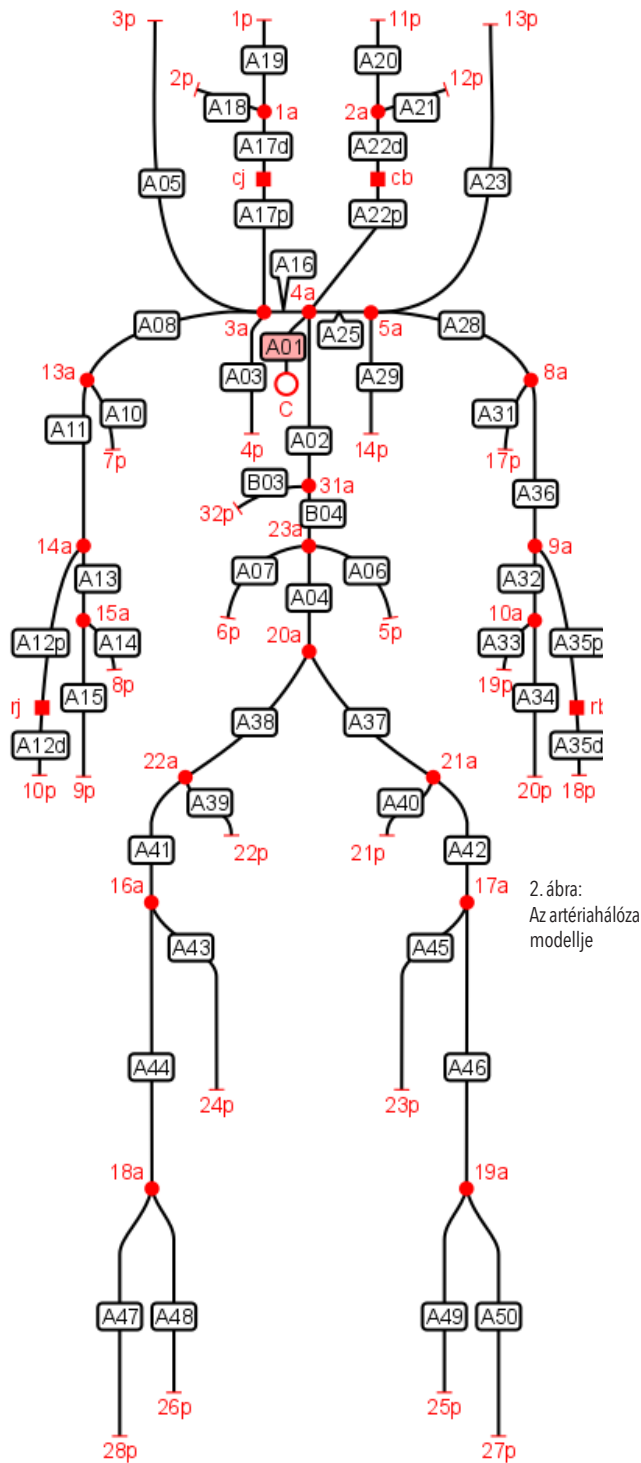 3p 1p 11p 13p
2p A19 A20 12p
A18 1a 2a A21
A17d A22d
cj cb
A05 A23
A17p A22p
A16
4a
A08 3a A25 5a A28
A01
13a A03 A29 8a
A10 C A31
A11 A02
7p 4p 14p 17p
B03 31a A36
32p B04
14a 23a 9a
A13 A07 A06 A32
15a A04 10a
A12p A14 6p 5p A33 A35p
8p 20a 19p
A15 A34
rj rb
A12d A38 A37 A35d
10p 9p 22a 21a 20p 18p
A39 A40
A41 22p 21p A42
16a 17a
2. ábra:
Az artériahálóza
modellje
A43 A45
A44 A46
24p 23p
18a 19a
A47 A48 A49 A50
26p 25p
28p 27p